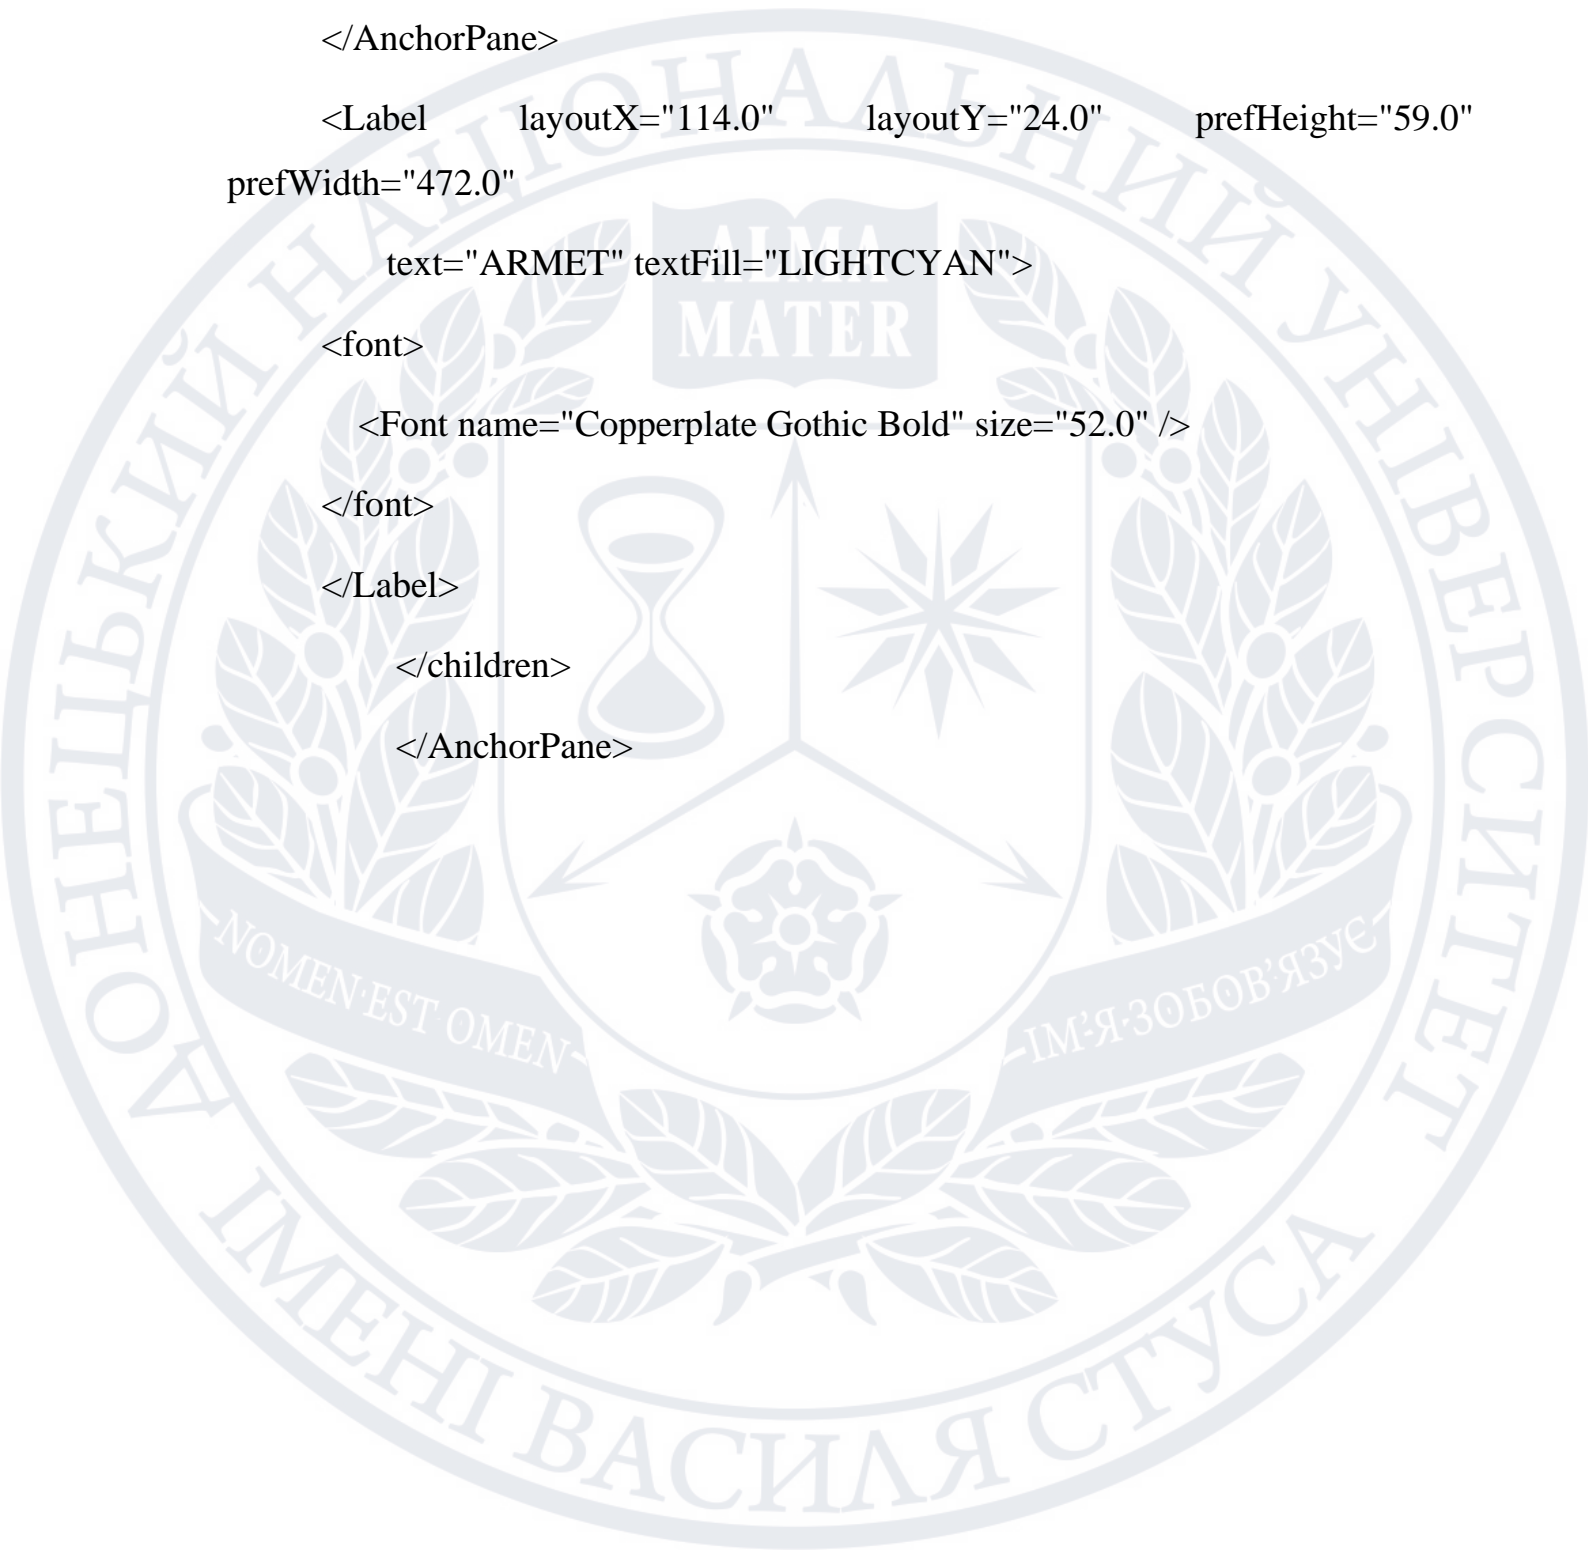 </AnchorPane>
<Label layoutX="114.0" layoutY="24.0" prefHeight="59.0"
prefWidth="472.0"
text="ARMET" textFill="LIGHTCYAN">
<font>
<Font name="Copperplate Gothic Bold" size="52.0" />
</font>
</Label>
</children>
</AnchorPane>
ДОНЕЦЬКИЙ НАЦІОНАЛЬНИЙ УНІВЕРСИТЕТ
ІМЕНІ ВАСИЛЯ СТУСА
ALMA
MATER
NOMEN·EST·OMEN
ІМ'Я·ЗОБОВ'ЯЗУЄ